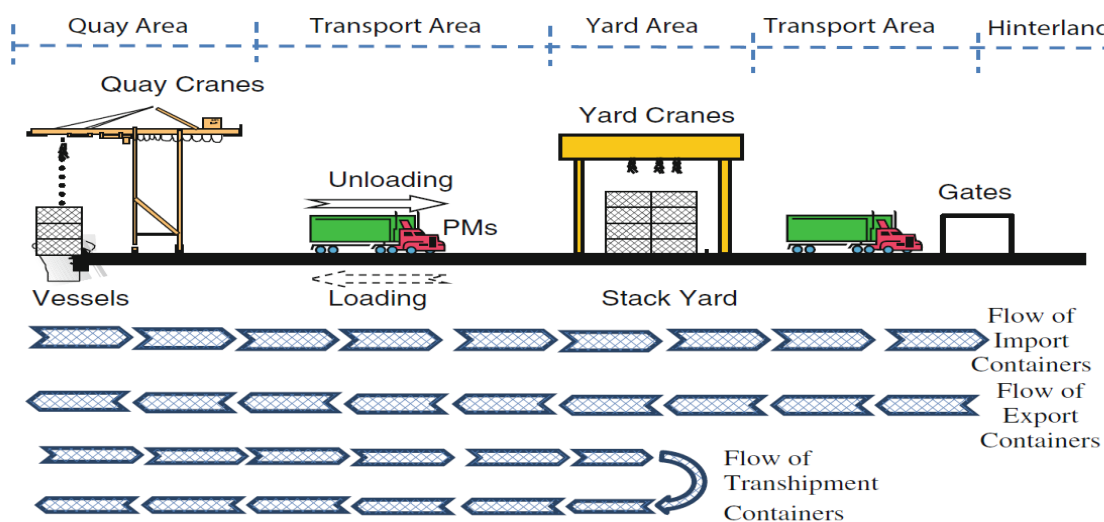 Quay Area
Transport Area
Yard Area
Transport Area
Hinterland
Quay Cranes
Yard Cranes
Unloading
PMs
Gates
Vessels
Loading
Stack Yard
Flow of
Import
Containers
Flow of
Export
Containers
Flow of
Transhipment
Containers